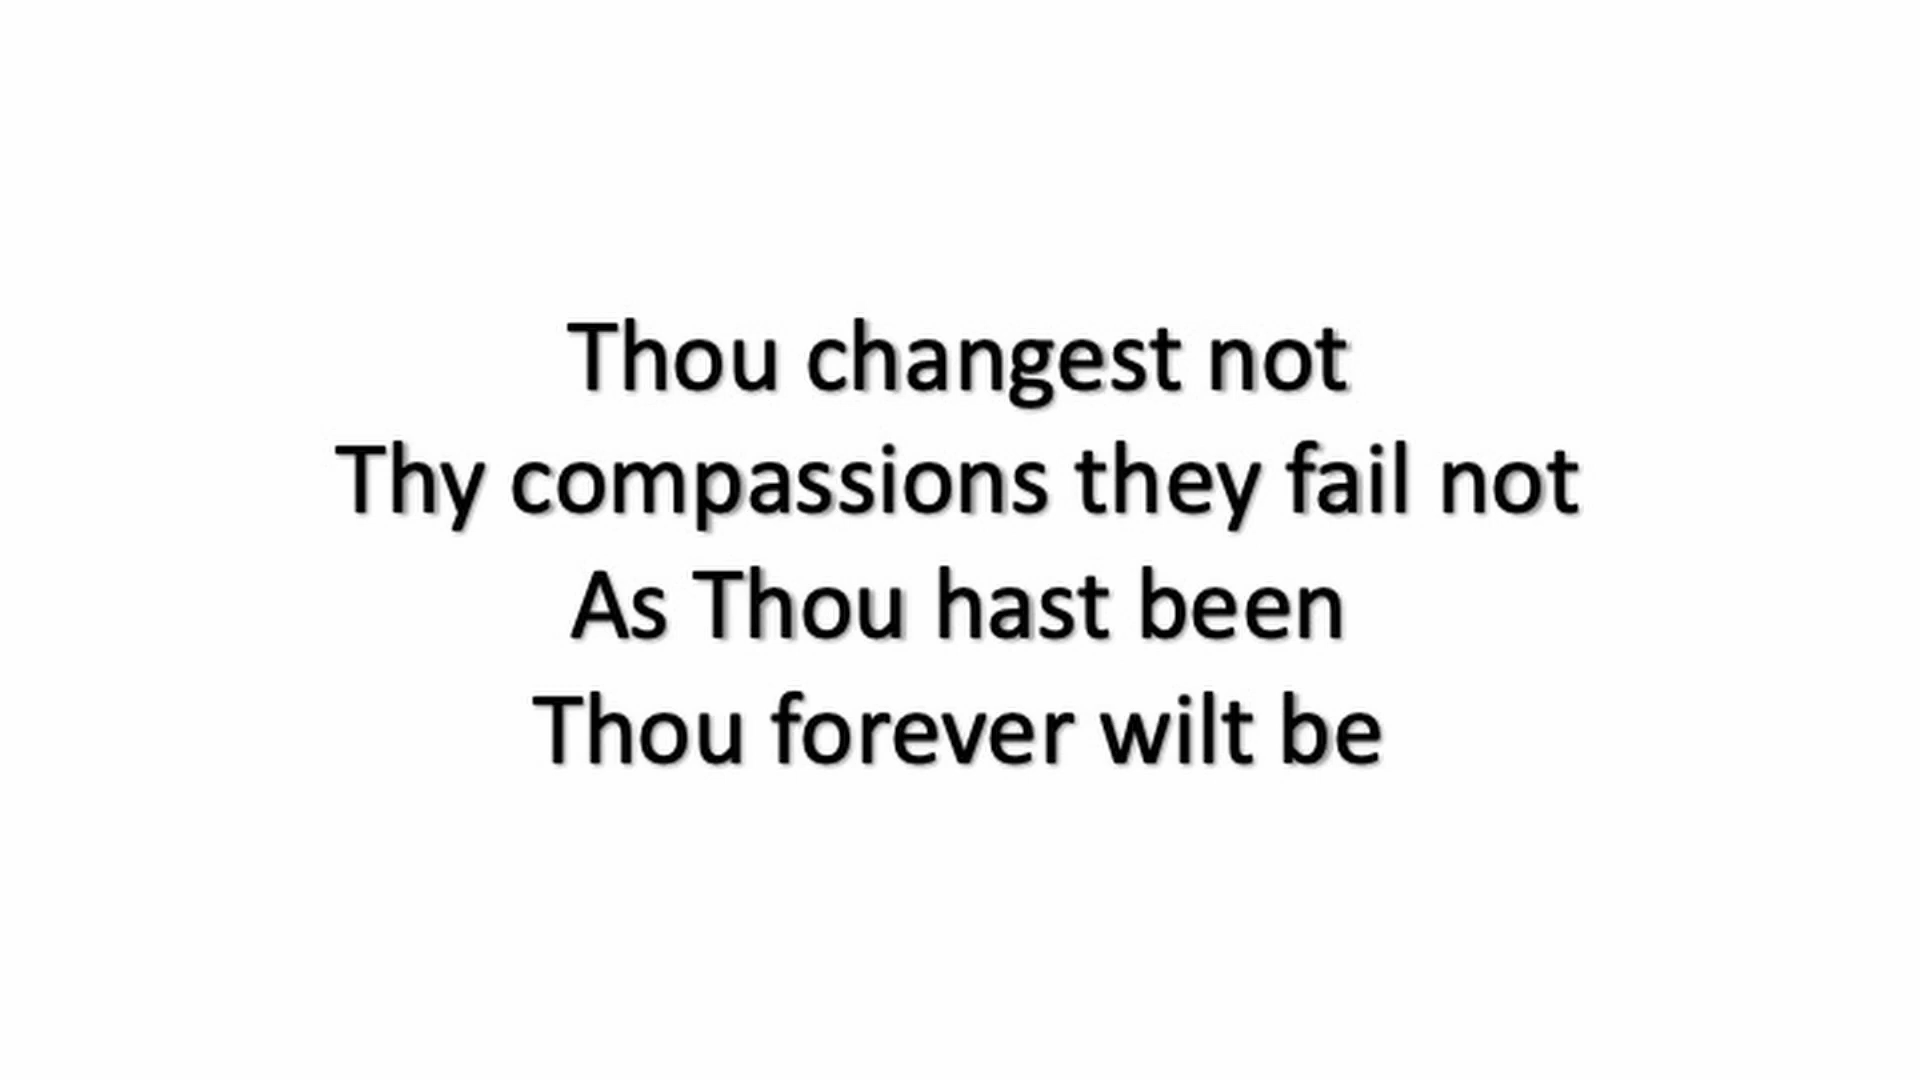 Thou changest not
Thy compassions they fail not
As Thou hast been
Thou forever wilt be